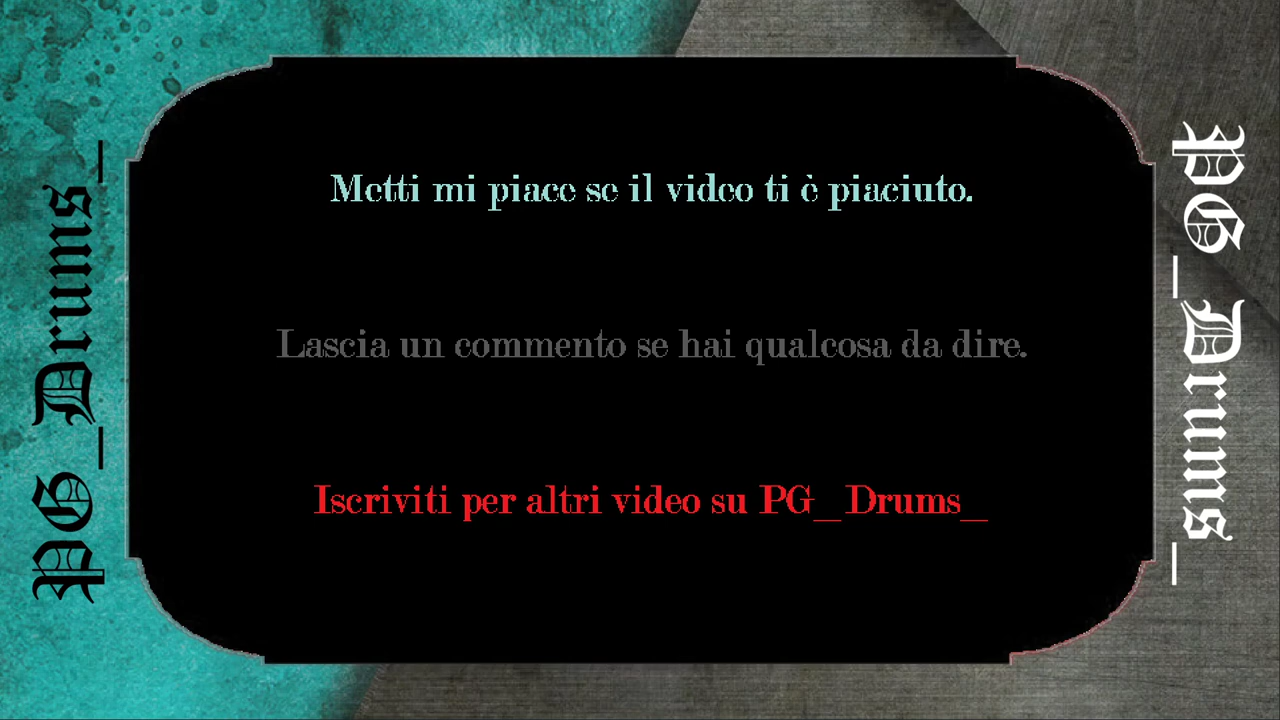 PG_Drums_
Metti mi piace se il video ti è piaciuto.
Lascia un commento se hai qualcosa da dire.
Iscriviti per altri video su PG_Drums_
PG_Drums_